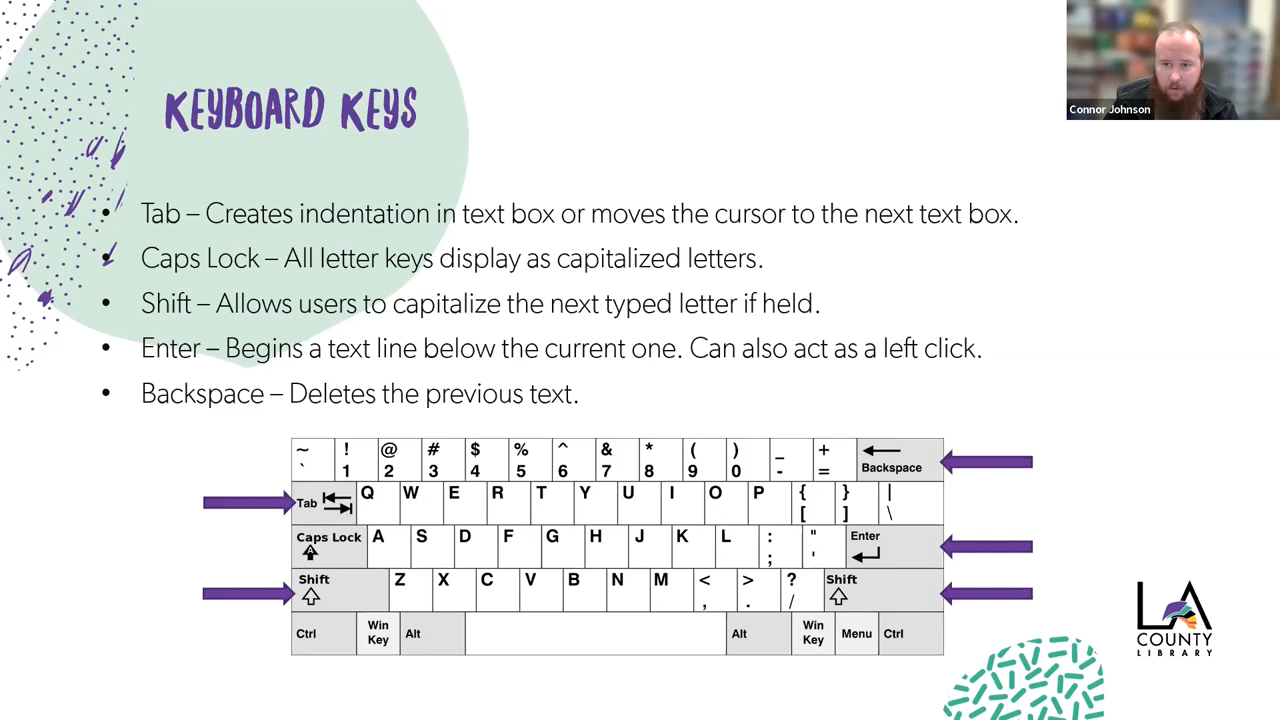 KEYBOARD KEYS
Connor Johnson
• Tab – Creates indentation in text box or moves the cursor to the next text box.
• Caps Lock – All letter keys display as capitalized letters.
• Shift – Allows users to capitalize the next typed letter if held.
• Enter – Begins a text line below the current one. Can also act as a left click.
• Backspace – Deletes the previous text.
~ ! @ # $ % ^ & * ( ) _ +
` 1 2 3 4 5 6 7 8 9 0 - = Backspace
Tab Q W E R T Y U I O P { } |
[ ] \
Caps Lock A S D F G H J K L : " Enter
; '
Shift Z X C V B N M < > ? Shift
, . /
Ctrl Win Key Alt Alt Win Key Menu Ctrl
LA
COUNTY
LIBRARY